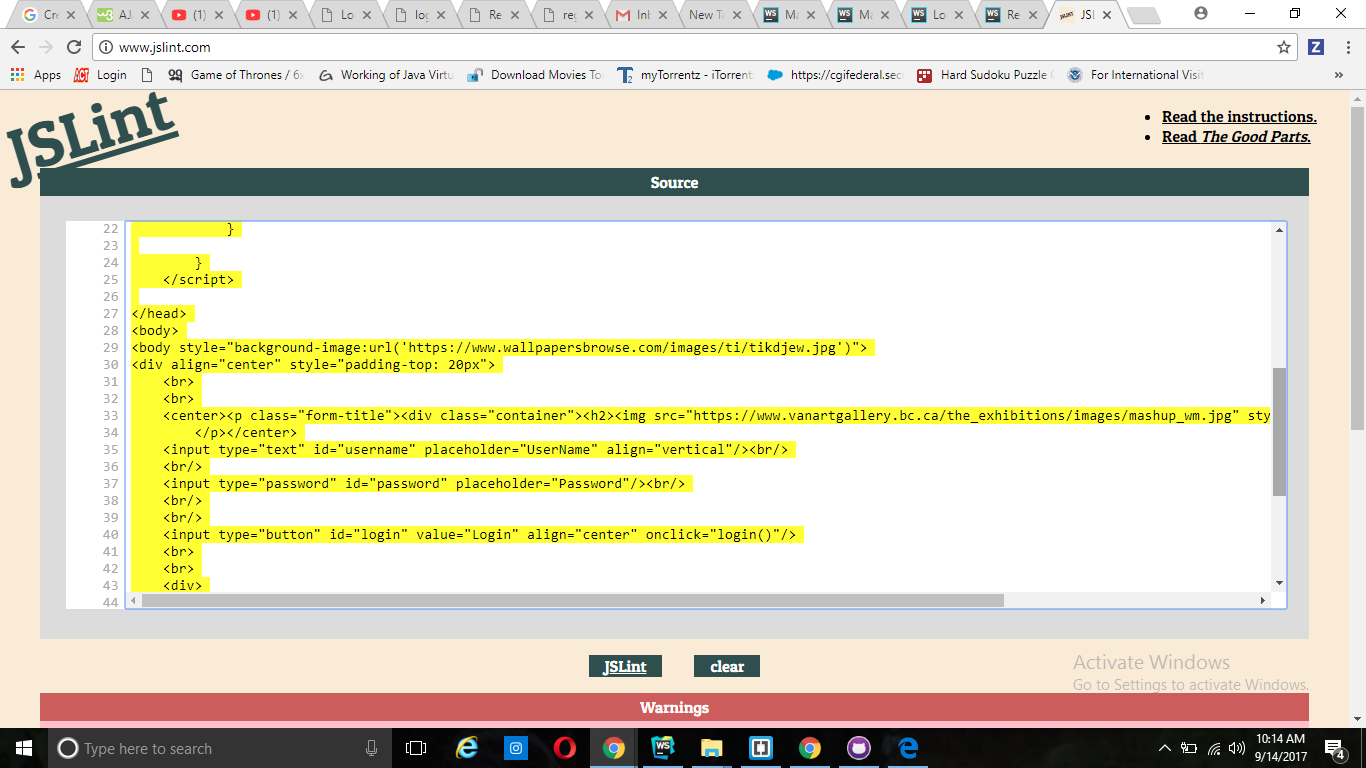 Cre
AJ
(1)
(1)
Lo
log
Re
reg
Inb
New Ta
Ma
Ma
Lo
Re
JSL
www.jslint.com
Apps
Login
Game of Thrones / 6x
Working of Java Virtu
Download Movies To
myTorrentz - iTorrent
https://cgifederal.sec
Hard Sudoku Puzzle
For International Visit
»
JSLint
• Read the instructions.
• Read The Good Parts.
Source
22 }
23
24 }
25 </script>
26
27 </head>
28 <body>
29 <body style="background-image:url('https://www.wallpapersbrowse.com/images/ti/tikdjew.jpg')">
30 <div align="center" style="padding-top: 20px">
31 <br>
32 <br>
33 <center><p class="form-title"><div class="container"><h2><img src="https://www.vanartgallery.bc.ca/the_exhibitions/images/mashup_wm.jpg" sty
34 </p></center>
35 <input type="text" id="username" placeholder="UserName" align="vertical"/><br/>
36 <br/>
37 <input type="password" id="password" placeholder="Password"/><br/>
38 <br/>
39 <br/>
40 <input type="button" id="login" value="Login" align="center" onclick="login()"/>
41 <br>
42 <br>
43 <div>
44
JSLint
clear
Activate Windows
Go to Settings to activate Windows.
Warnings
Type here to search
10:14 AM
9/14/2017
4